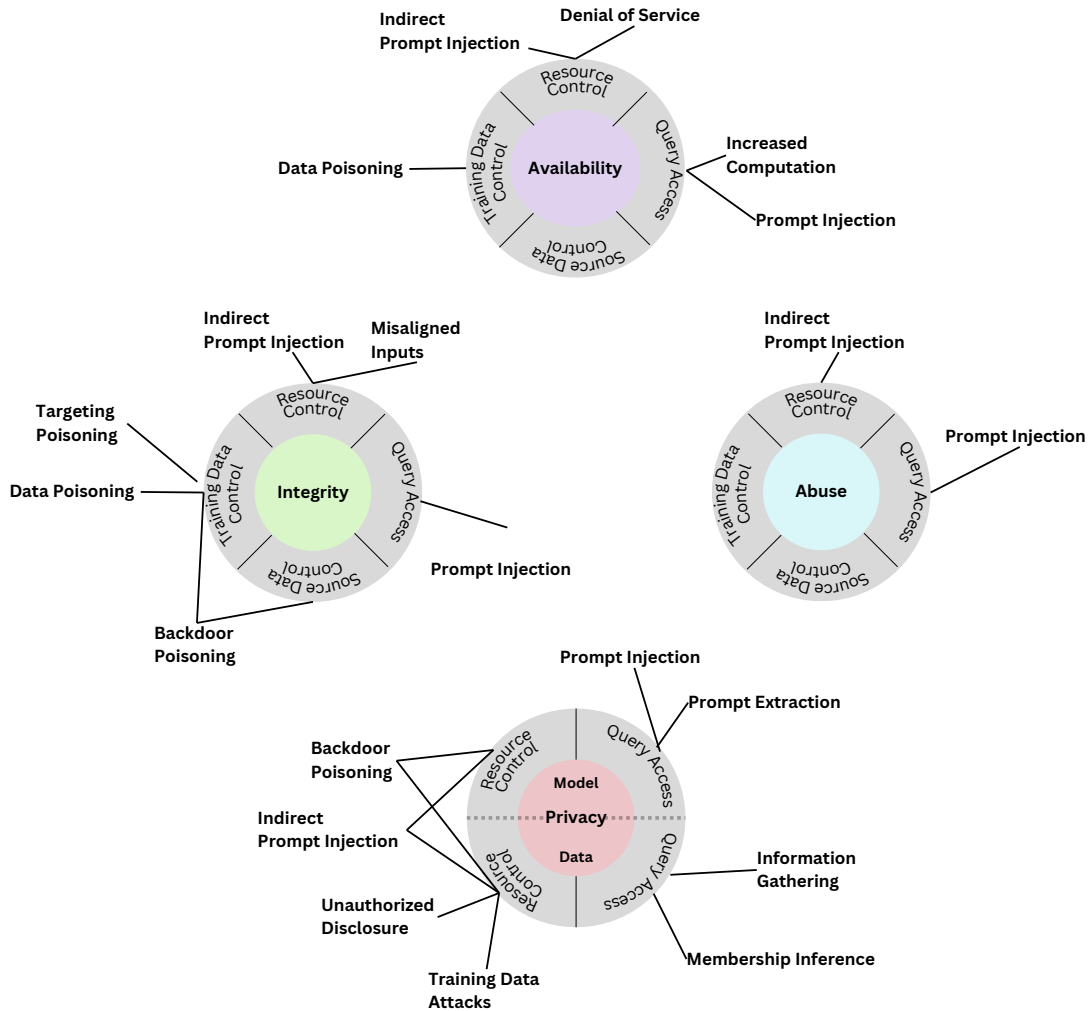 Indirect
Prompt Injection
Denial of Service
Resource
Control
Query Access
Source Data
Control
Training Data
Control
Availability
Data Poisoning
Increased
Computation
Prompt Injection
Indirect
Prompt Injection
Misaligned
Inputs
Targeting
Poisoning
Data Poisoning
Resource
Control
Query Access
Source Data
Control
Training Data
Control
Integrity
Prompt Injection
Backdoor
Poisoning
Indirect
Prompt Injection
Prompt Injection
Resource
Control
Query Access
Source Data
Control
Training Data
Control
Abuse
Prompt Injection
Prompt Extraction
Backdoor
Poisoning
Indirect
Prompt Injection
Unauthorized
Disclosure
Training Data
Attacks
Resource
Control
Query Access
Model
Privacy
Data
Resource
Control
Query Access
Information
Gathering
Membership Inference